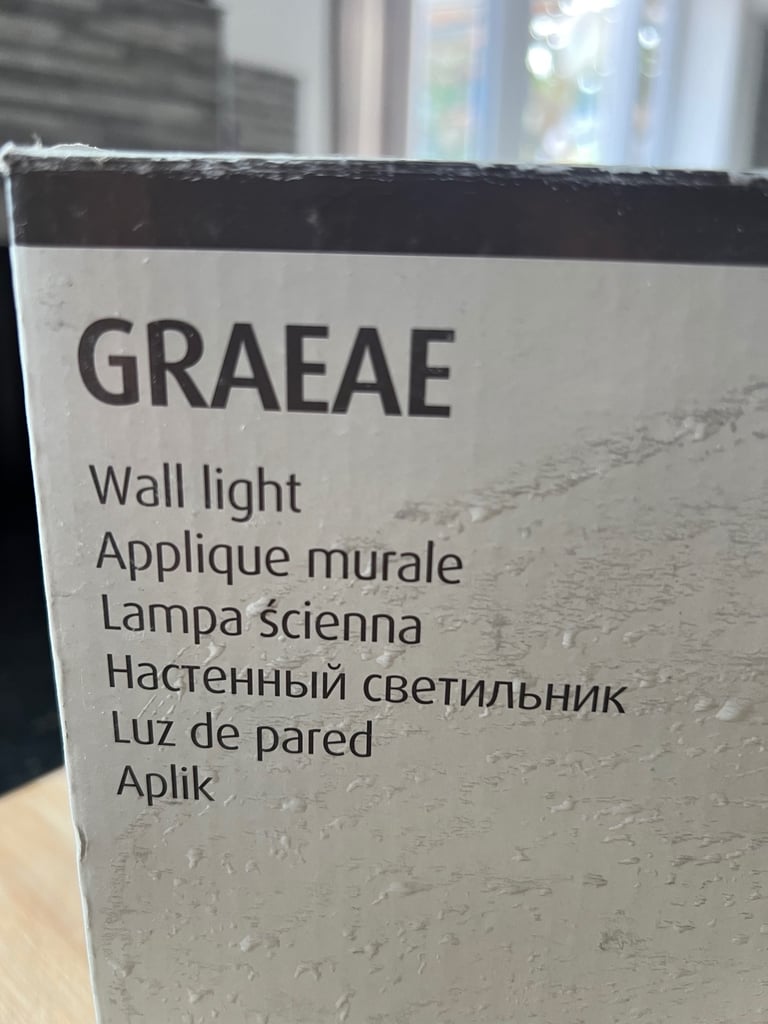 GRAEAE
Wall light
Applique murale
Lampa ścienna
Настенный светильник
Luz de pared
Aplik